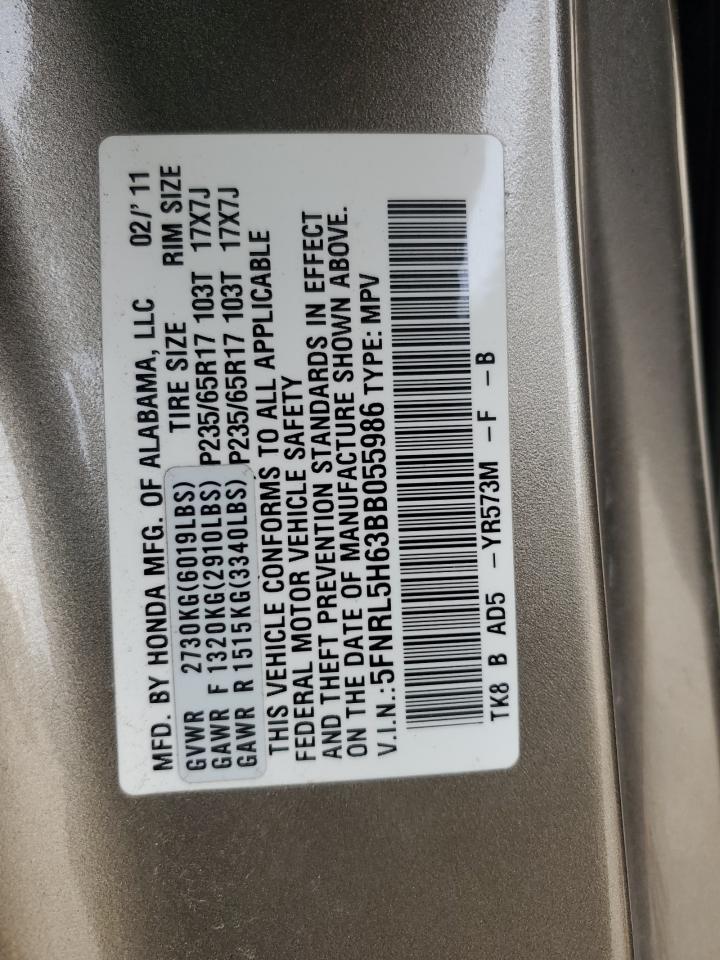 MFD. BY HONDA MFG. OF ALABAMA, LLC 02/'11
TIRE SIZE RIM SIZE
GVWR 2730KG(6019LBS)
GAWR F 1320KG(2910LBS) P235/65R17 103T 17X7J
GAWR R 1515KG(3340LBS) P235/65R17 103T 17X7J
THIS VEHICLE CONFORMS TO ALL APPLICABLE
FEDERAL MOTOR VEHICLE SAFETY
AND THEFT PREVENTION STANDARDS IN EFFECT
ON THE DATE OF MANUFACTURE SHOWN ABOVE.
V.I.N.:5FNRL5H63BB055986 TYPE: MPV
TK8 B AD5 -YR573M -F -B